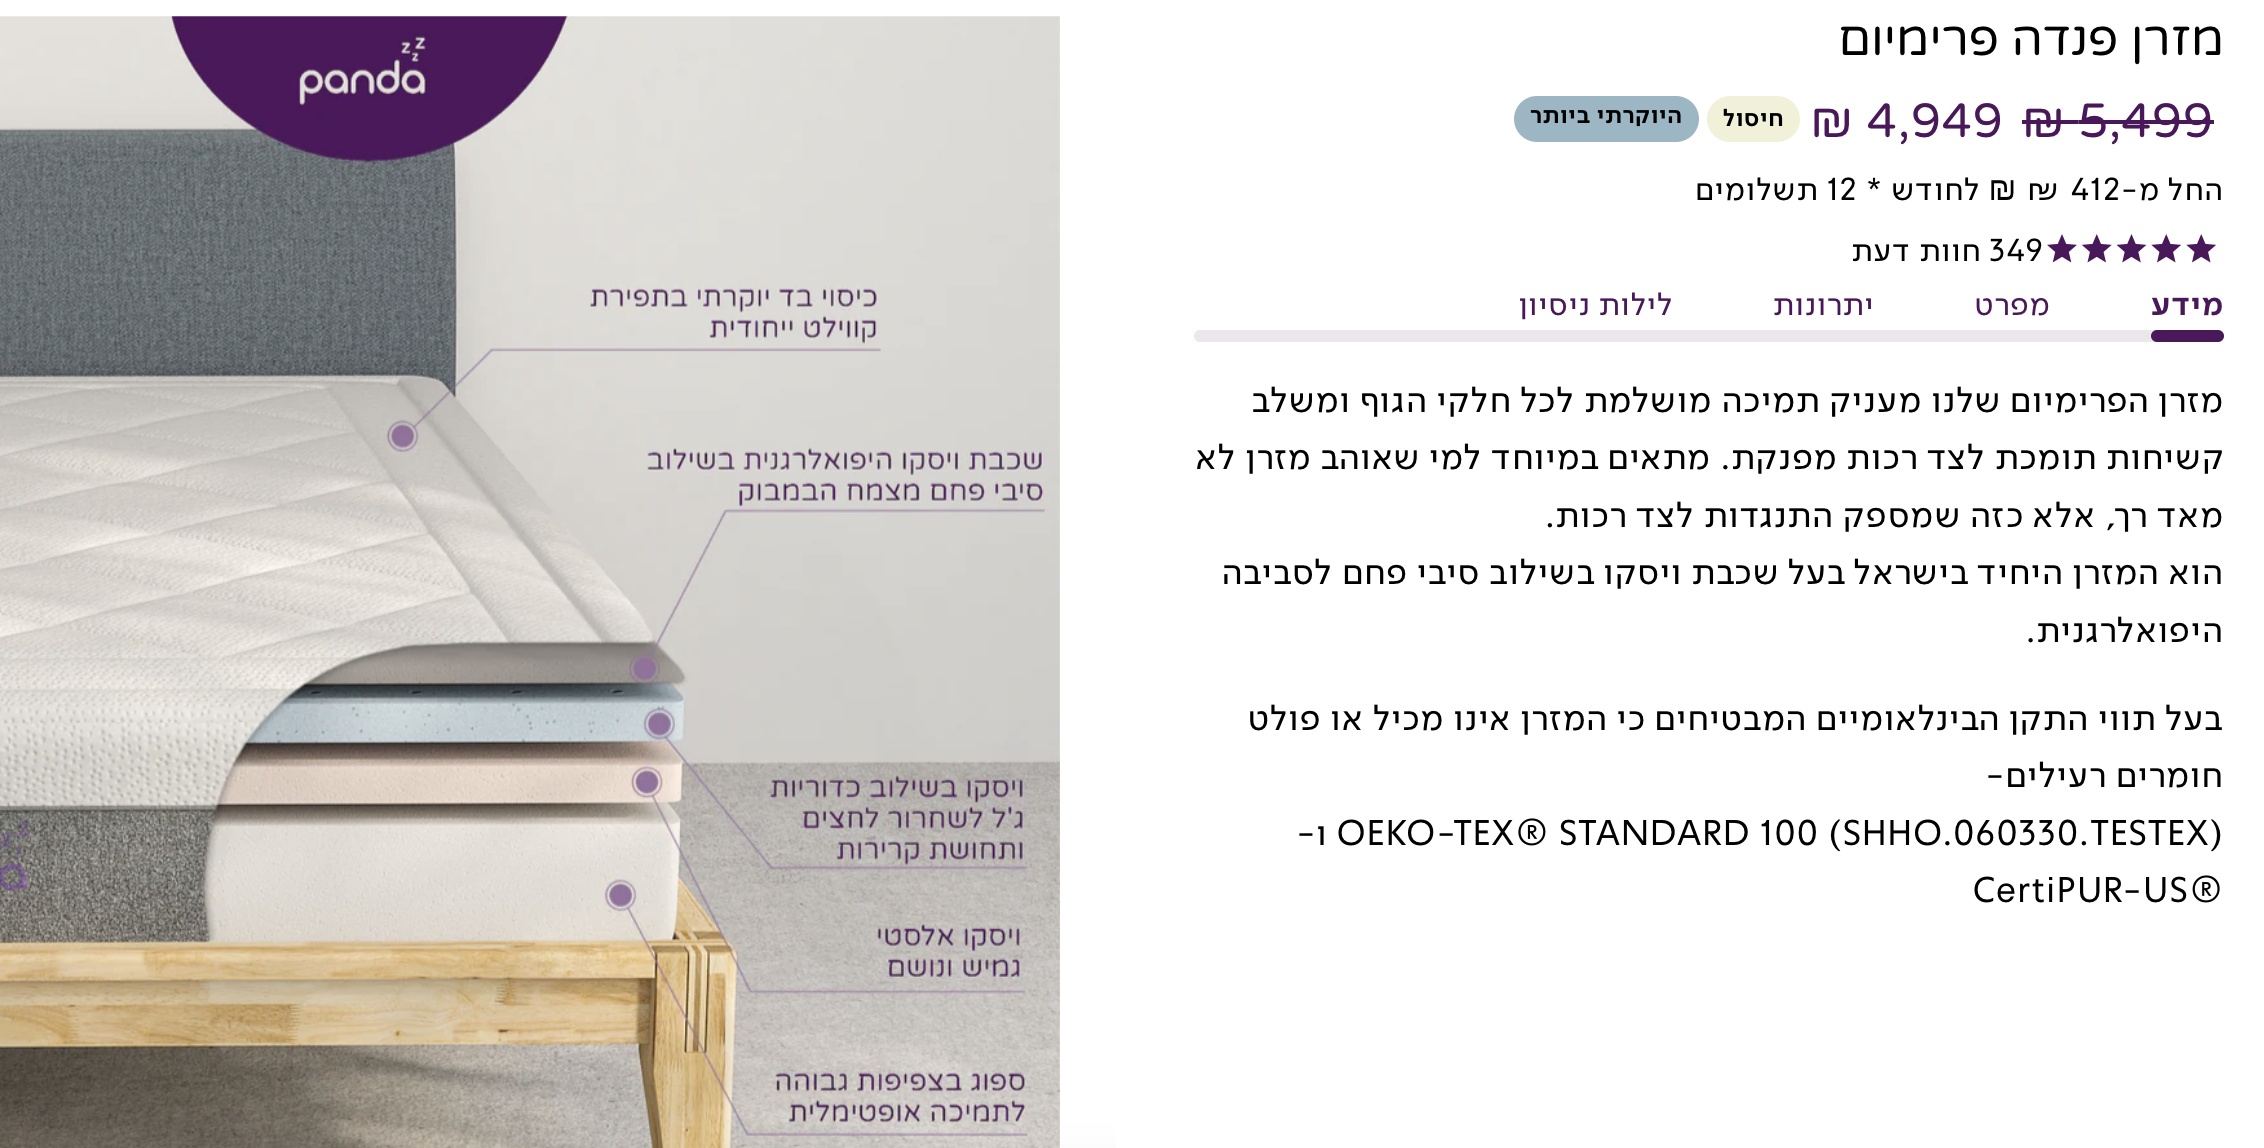 מזרן פנדה פרימיום
5,499 ₪ 4,949 ₪ חיסול היוקרתי ביותר
החל מ-412 ₪ ₪ לחודש * 12 תשלומים
★★★★★ 349 חוות דעת
מידע מפרט יתרונות לילות ניסיון
מזרן הפרימיום שלנו מעניק תמיכה מושלמת לכל חלקי הגוף ומשלב
קשיחות תומכת לצד רכות מפנקת. מתאים במיוחד למי שאוהב מזרן לא
מאד רך, אלא כזה שמספק התנגדות לצד רכות.
הוא המזרן היחיד בישראל בעל שכבת ויסקו בשילוב סיבי פחם לסביבה
היפואלרגנית.
בעל תווי התקן הבינלאומיים המבטיחים כי המזרן אינו מכיל או פולט
חומרים רעילים-
OEKO-TEX® STANDARD 100 (SHHO.060330.TESTEX) ו-
CertiPUR-US®
zzz
panda
כיסוי בד יוקרתי בתפירת
קווילט ייחודית
שכבת ויסקו היפואלרגנית בשילוב
סיבי פחם מצמח הבמבוק
ויסקו בשילוב כדוריות
ג'ל לשחרור לחצים
ותחושת קרירות
ויסקו אלסטי
גמיש ונושם
ספוג בצפיפות גבוהה
לתמיכה אופטימלית